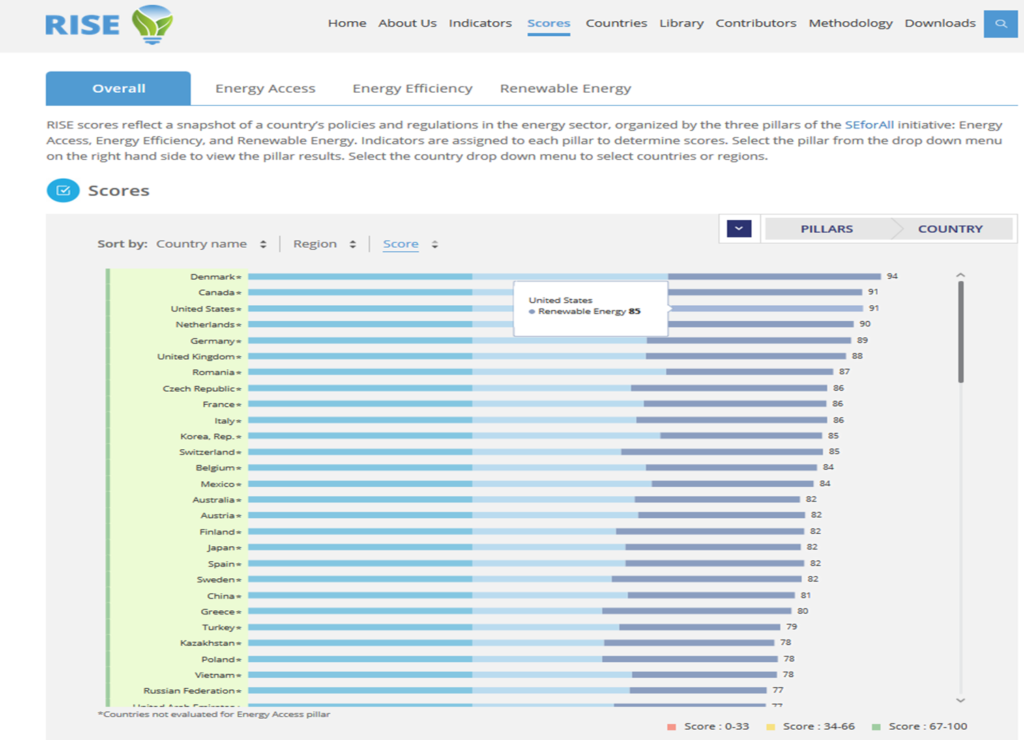 RISE
Home About Us Indicators Scores Countries Library Contributors Methodology Downloads
Overall Energy Access Energy Efficiency Renewable Energy
RISE scores reflect a snapshot of a country's policies and regulations in the energy sector, organized by the three pillars of the SEforAll initiative: Energy
Access, Energy Efficiency, and Renewable Energy. Indicators are assigned to each pillar to determine scores. Select the pillar from the drop down menu
on the right hand side to view the pillar results. Select the country drop down menu to select countries or regions.
Scores
PILLARS COUNTRY
Sort by: Country name Region Score
Denmark* 94
Canada* 91
United States* 91
United States
Renewable Energy 85
Netherlands* 90
Germany* 89
United Kingdom* 88
Romania* 87
Czech Republic* 86
France* 86
Italy* 86
Korea, Rep.* 85
Switzerland* 85
Belgium* 84
Mexico* 84
Australia* 82
Austria* 82
Finland* 82
Japan* 82
Spain* 82
Sweden* 82
China* 81
Greece* 80
Turkey* 79
Kazakhstan* 78
Poland* 78
Vietnam* 78
Russian Federation* 77
United Arab Emirates* 77
*Countries not evaluated for Energy Access pillar
Score : 0-33 Score : 34-66 Score : 67-100